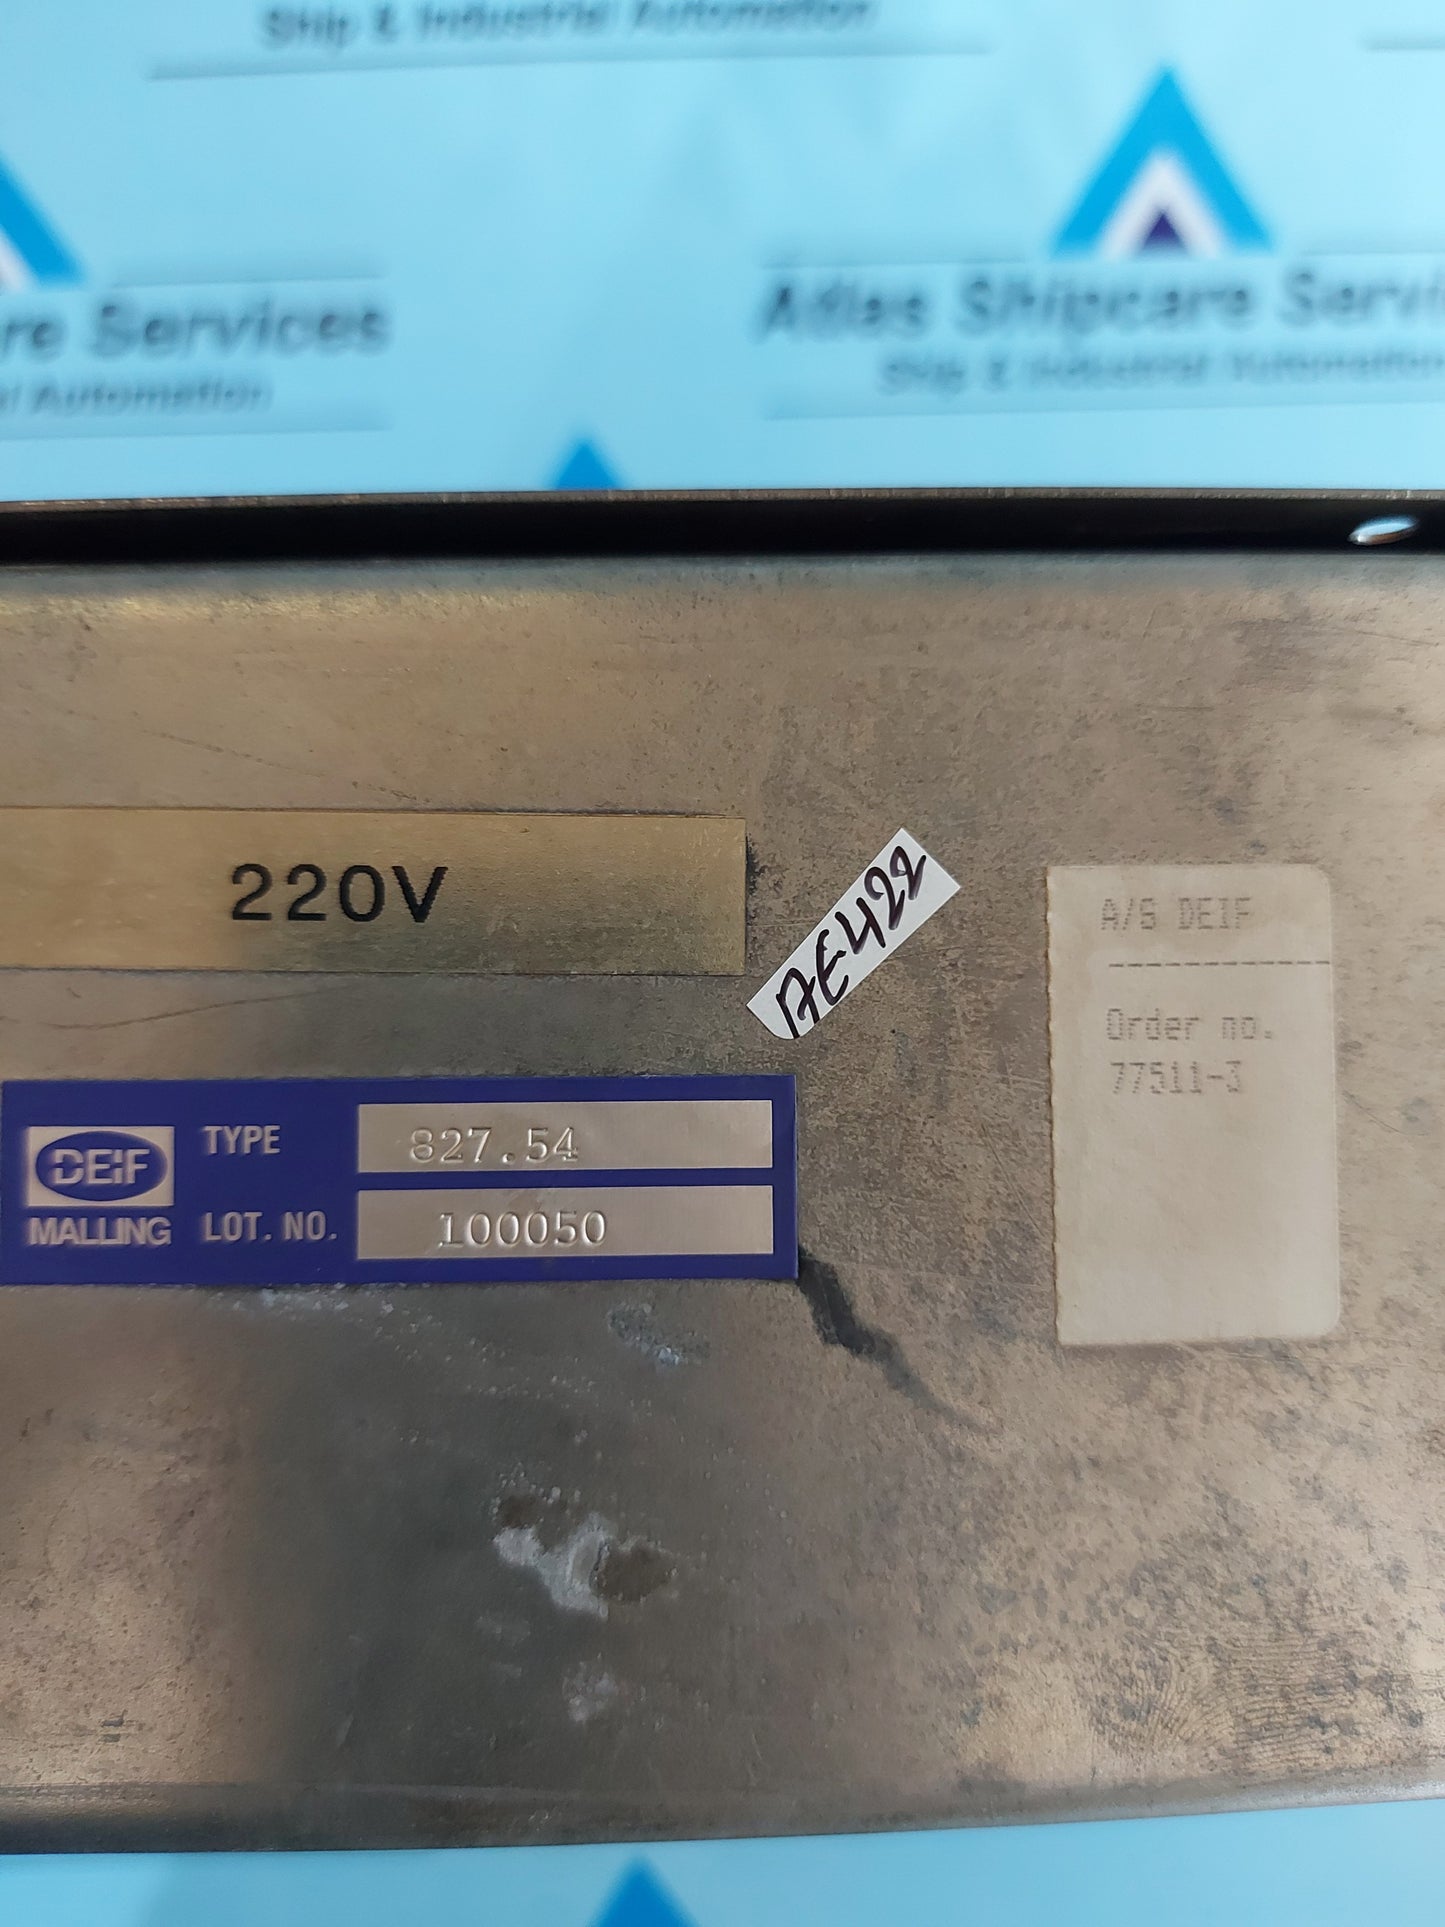 Ship & Industrial Automation
re Services
al Automation
Atlas Shipcare Servi
Ship & Industrial Automation
220V
AE422
A/S DEIF
Order no.
77511-3
DEIF
MALLING
TYPE 827.54
LOT. NO. 100050